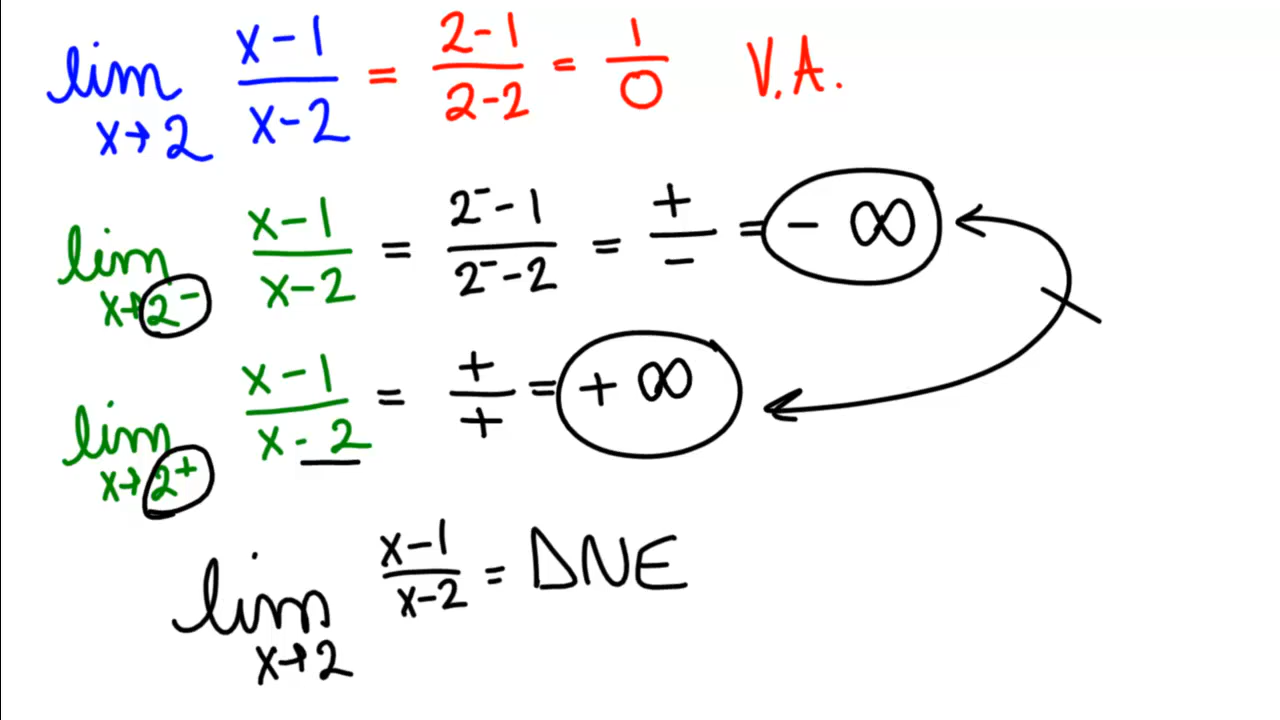 lim x→2 (x-1)/(x-2) = (2-1)/(2-2) = 1/0 V.A.
lim x→2⁻ (x-1)/(x-2) = (2⁻-1)/(2⁻-2) = +/- = - ∞
lim x→2⁺ (x-1)/(x-2) = +/+ = + ∞
lim x→2 (x-1)/(x-2) = DNE